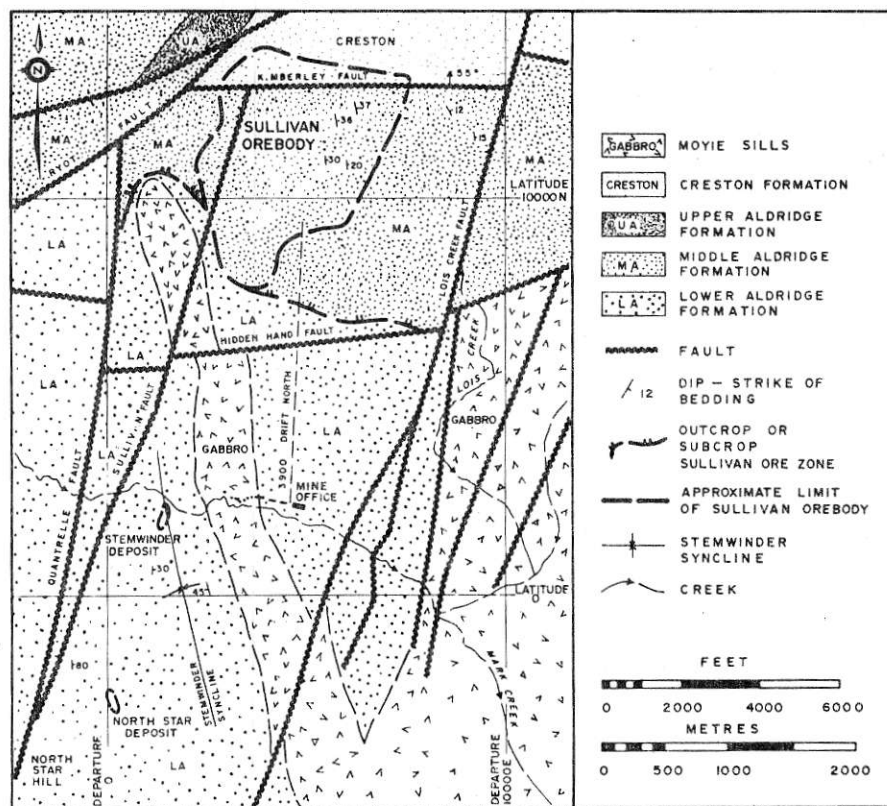 MA
UA
CRESTON
Z
KIMBERLEY FAULT
55°
37
36
12
15
MA
RYOT FAULT
MA
SULLIVAN
OREBODY
30
20
MA
LATITUDE
10000N
LA
MA
LOIS CREEK FAULT
LA
LA
HIDDEN HAND FAULT
LA
LOIS CREEK
LA
GABBRO
LA
GABBRO
3900 DRIFT NORTH
LA
SULLIVAN FAULT
QUANTRELLE FAULT
MINE
OFFICE
STEMWINDER
DEPOSIT
30
45°
LATITUDE
0
80
STEMWINDER
SYNCLINE
MARK CREEK
NORTH STAR
DEPOSIT
NORTH
STAR
HILL
DEPARTURE
0
LA
DEPARTURE
10000E
GABBRO MOYIE SILLS
CRESTON CRESTON FORMATION
UA UPPER ALDRIDGE
FORMATION
MA MIDDLE ALDRIDGE
FORMATION
LA LOWER ALDRIDGE
FORMATION
FAULT
12 DIP – STRIKE OF
BEDDING
OUTCROP OR
SUBCROP
SULLIVAN ORE ZONE
APPROXIMATE LIMIT
OF SULLIVAN OREBODY
STEMWINDER
SYNCLINE
CREEK
FEET
0 2000 4000 6000
METRES
0 500 1000 2000